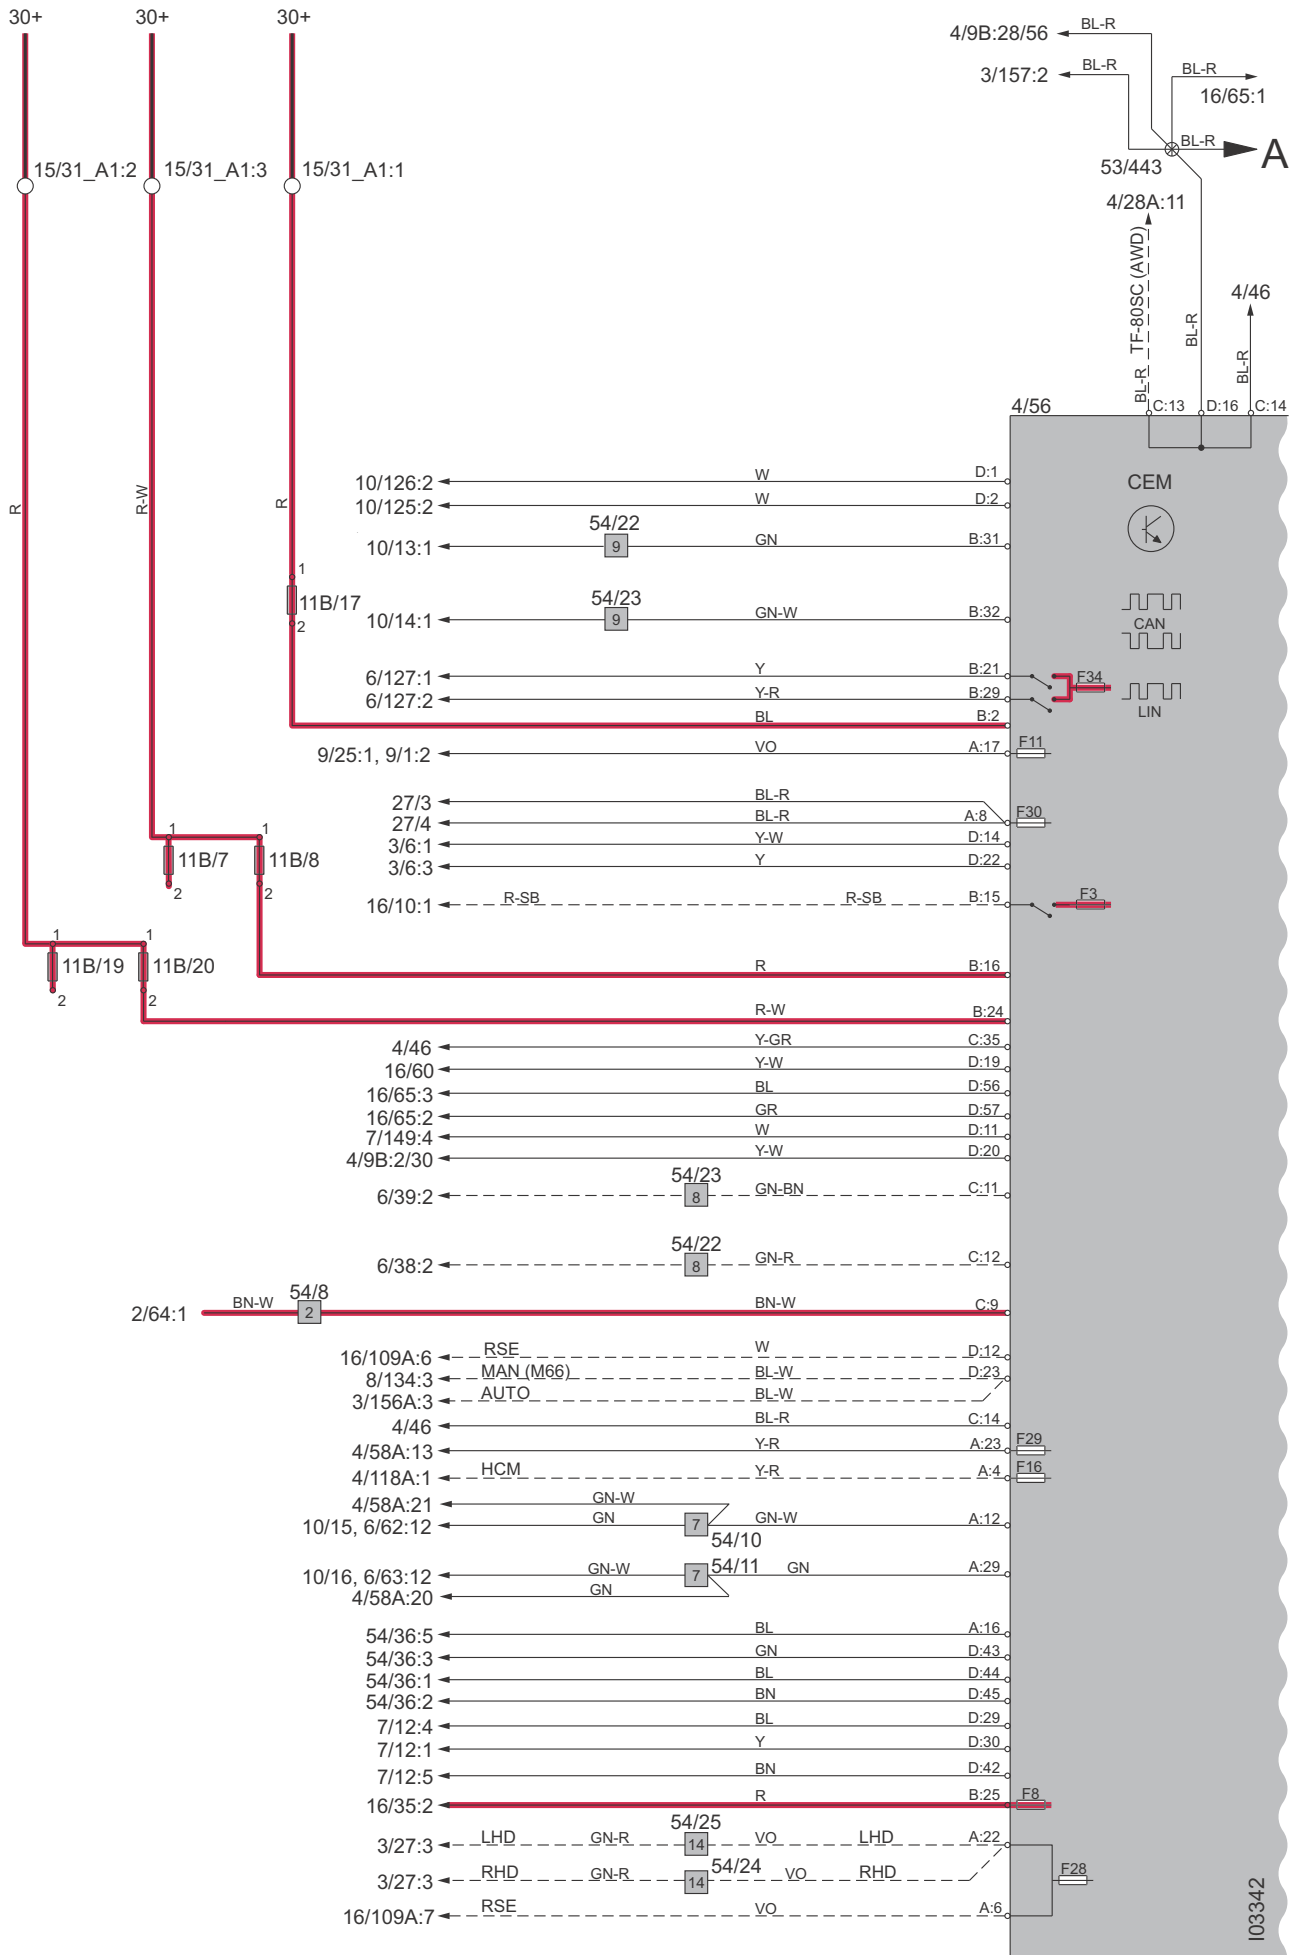 30+ 30+ 30+
4/9B:28/56 BL-R
3/157:2 BL-R BL-R
16/65:1
15/31_A1:2 15/31_A1:3 15/31_A1:1 BL-R A
53/443
4/28A:11
TF-80SC (AWD)
4/46
BL-R BL-R BL-R
4/56 C:13 D:16 C:14
R R-W R
10/126:2 W D:1
CEM
10/125:2 W D:2
54/22
10/13:1 9 GN B:31
1
11B/17
2
54/23
10/14:1 9 GN-W B:32
CAN
6/127:1 Y B:21 F34
6/127:2 Y-R B:29
LIN
BL B:2
9/25:1, 9/1:2 VO A:17 F11
27/3 BL-R
27/4 BL-R A:8 F30
3/6:1 Y-W D:14
1 1
11B/7 11B/8
2 2
3/6:3 Y D:22
16/10:1 R-SB R-SB B:15 F3
1 1
11B/19 11B/20
2 2
R B:16
R-W B:24
4/46 Y-GR C:35
16/60 Y-W D:19
16/65:3 BL D:56
16/65:2 GR D:57
7/149:4 W D:11
4/9B:2/30 Y-W D:20
54/23
6/39:2 8 GN-BN C:11
54/22
6/38:2 8 GN-R C:12
54/8
2/64:1 BN-W 2 BN-W C:9
16/109A:6 RSE W D:12
8/134:3 MAN (M66) BL-W D:23
3/156A:3 AUTO BL-W
4/46 BL-R C:14
4/58A:13 Y-R A:23 F29
4/118A:1 HCM Y-R A:4 F16
4/58A:21 GN-W
10/15, 6/62:12 GN 7 GN-W A:12
54/10
54/11
10/16, 6/63:12 GN-W 7 GN A:29
4/58A:20 GN
54/36:5 BL A:16
54/36:3 GN D:43
54/36:1 BL D:44
54/36:2 BN D:45
7/12:4 BL D:29
7/12:1 Y D:30
7/12:5 BN D:42
16/35:2 R B:25 F8
54/25
3/27:3 LHD GN-R 14 VO LHD A:22
54/24
3/27:3 RHD GN-R 14 VO RHD F28
16/109A:7 RSE VO A:6
I03342